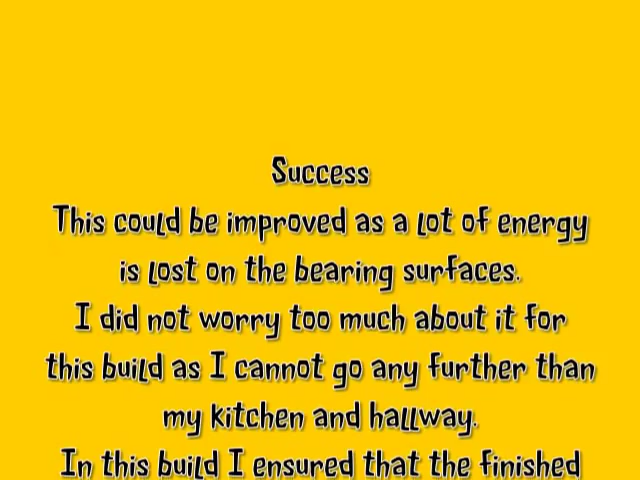 Success
This could be improved as a lot of energy
is lost on the bearing surfaces.
I did not worry too much about it for
this build as I cannot go any further than
my kitchen and hallway.
In this build I ensured that the finished